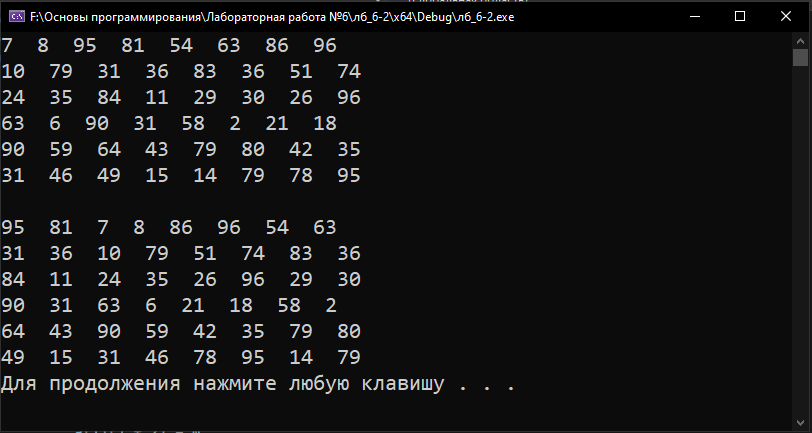 F:\Основы программирования\Лабораторная работа №6\лб_6-2\x64\Debug\лб_6-2.exe
7 8 95 81 54 63 86 96
10 79 31 36 83 36 51 74
24 35 84 11 29 30 26 96
63 6 90 31 58 2 21 18
90 59 64 43 79 80 42 35
31 46 49 15 14 79 78 95
95 81 7 8 86 96 54 63
31 36 10 79 51 74 83 36
84 11 24 35 26 96 29 30
90 31 63 6 21 18 58 2
64 43 90 59 42 35 79 80
49 15 31 46 78 95 14 79
Для продолжения нажмите любую клавишу . . .